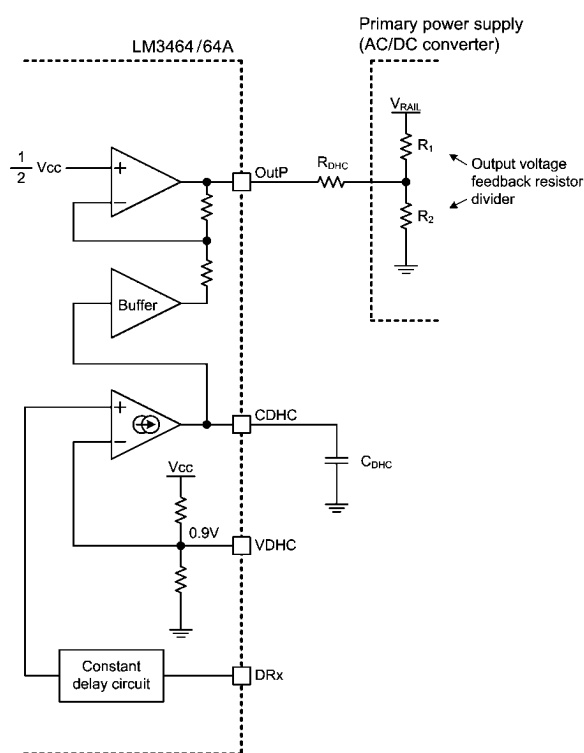 LM3464/64A
Primary power supply
(AC/DC converter)
VRAIL
1
2
Vcc
+
−
OutP
RDHC
R1
R2
Output voltage
feedback resistor
divider
Buffer
+
−
CDHC
CDHC
Vcc
0.9V
VDHC
Constant
delay circuit
DRx